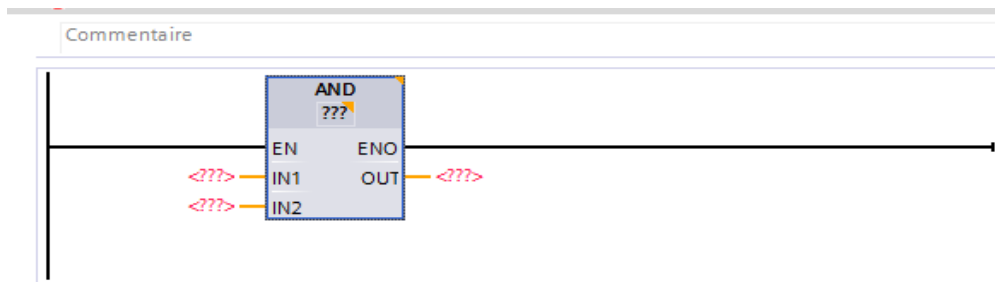 Commentaire
AND
???
EN ENO
<???> IN1 OUT <???>
<???> IN2